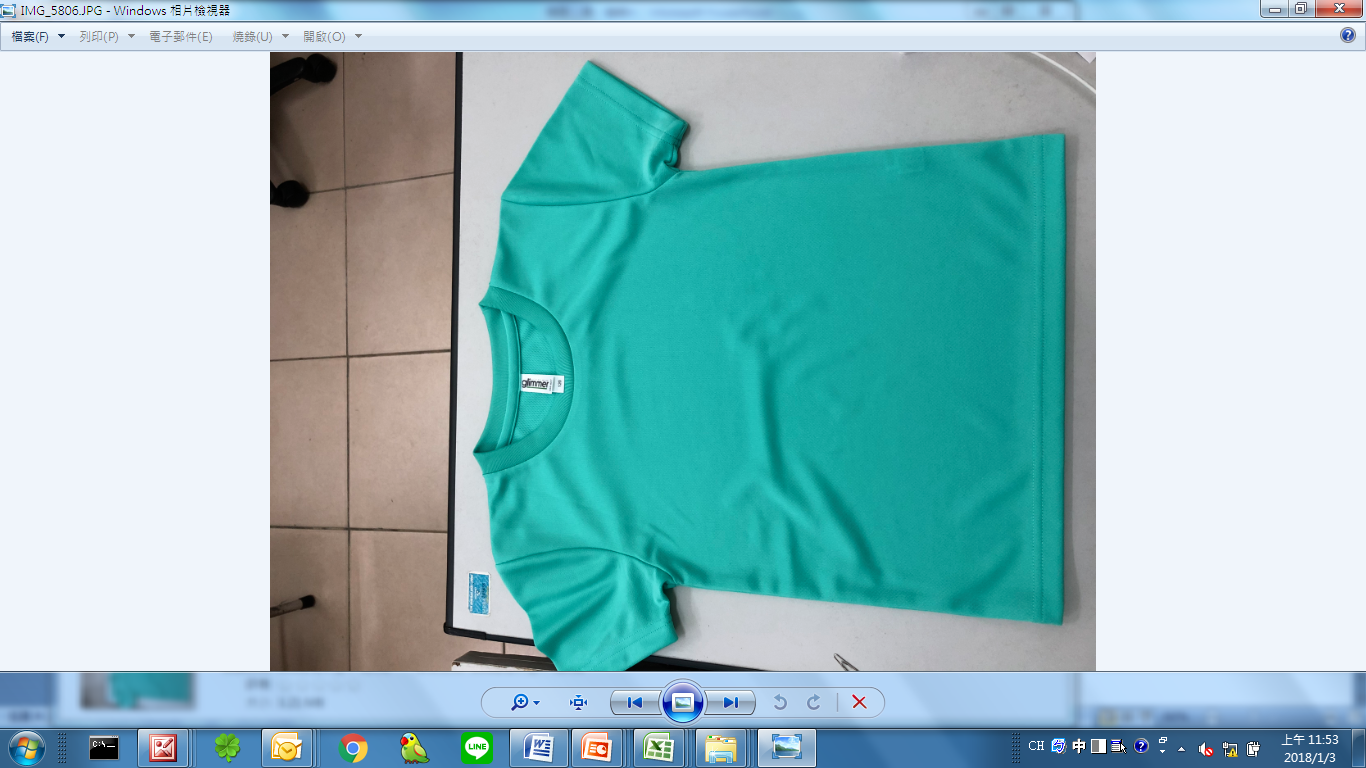 IMG_5806.JPG - Windows 相片檢視器
檔案(F) 列印(P) 電子郵件(E) 燒錄(U) 開啟(O)
glimmer
CH 中
上午 11:53
2018/1/3
LINE
C:\